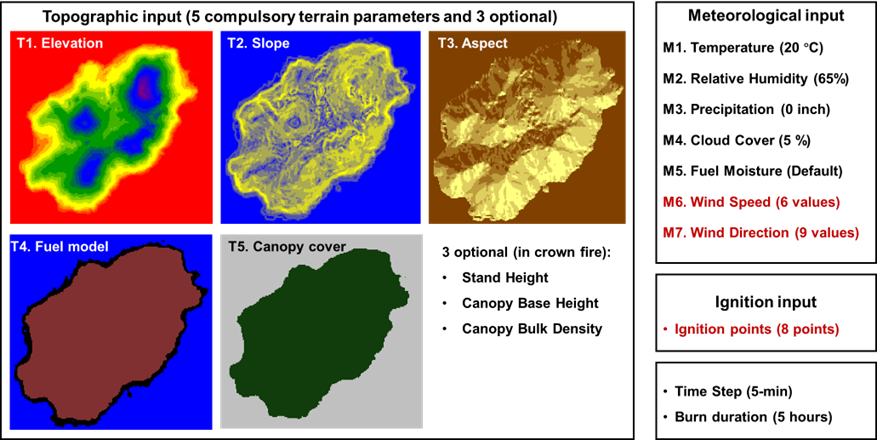 Topographic input (5 compulsory terrain parameters and 3 optional)
T1. Elevation
T2. Slope
T3. Aspect
T4. Fuel model
T5. Canopy cover
3 optional (in crown fire):
• Stand Height
• Canopy Base Height
• Canopy Bulk Density
Meteorological input
M1. Temperature (20 °C)
M2. Relative Humidity (65%)
M3. Precipitation (0 inch)
M4. Cloud Cover (5 %)
M5. Fuel Moisture (Default)
M6. Wind Speed (6 values)
M7. Wind Direction (9 values)
Ignition input
• Ignition points (8 points)
• Time Step (5-min)
• Burn duration (5 hours)